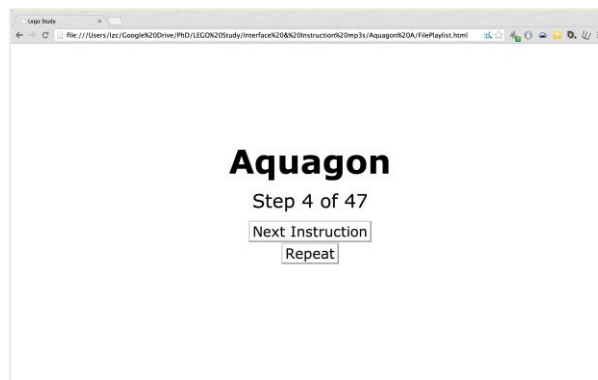 Lego Study
file:///Users/lzc/Google%20Drive/PhD/LEGO%20Study/Interface%20&%20Instruction%20mp3s/Aquagon%20A/FilePlaylist.html
Aquagon
Step 4 of 47
Next Instruction
Repeat